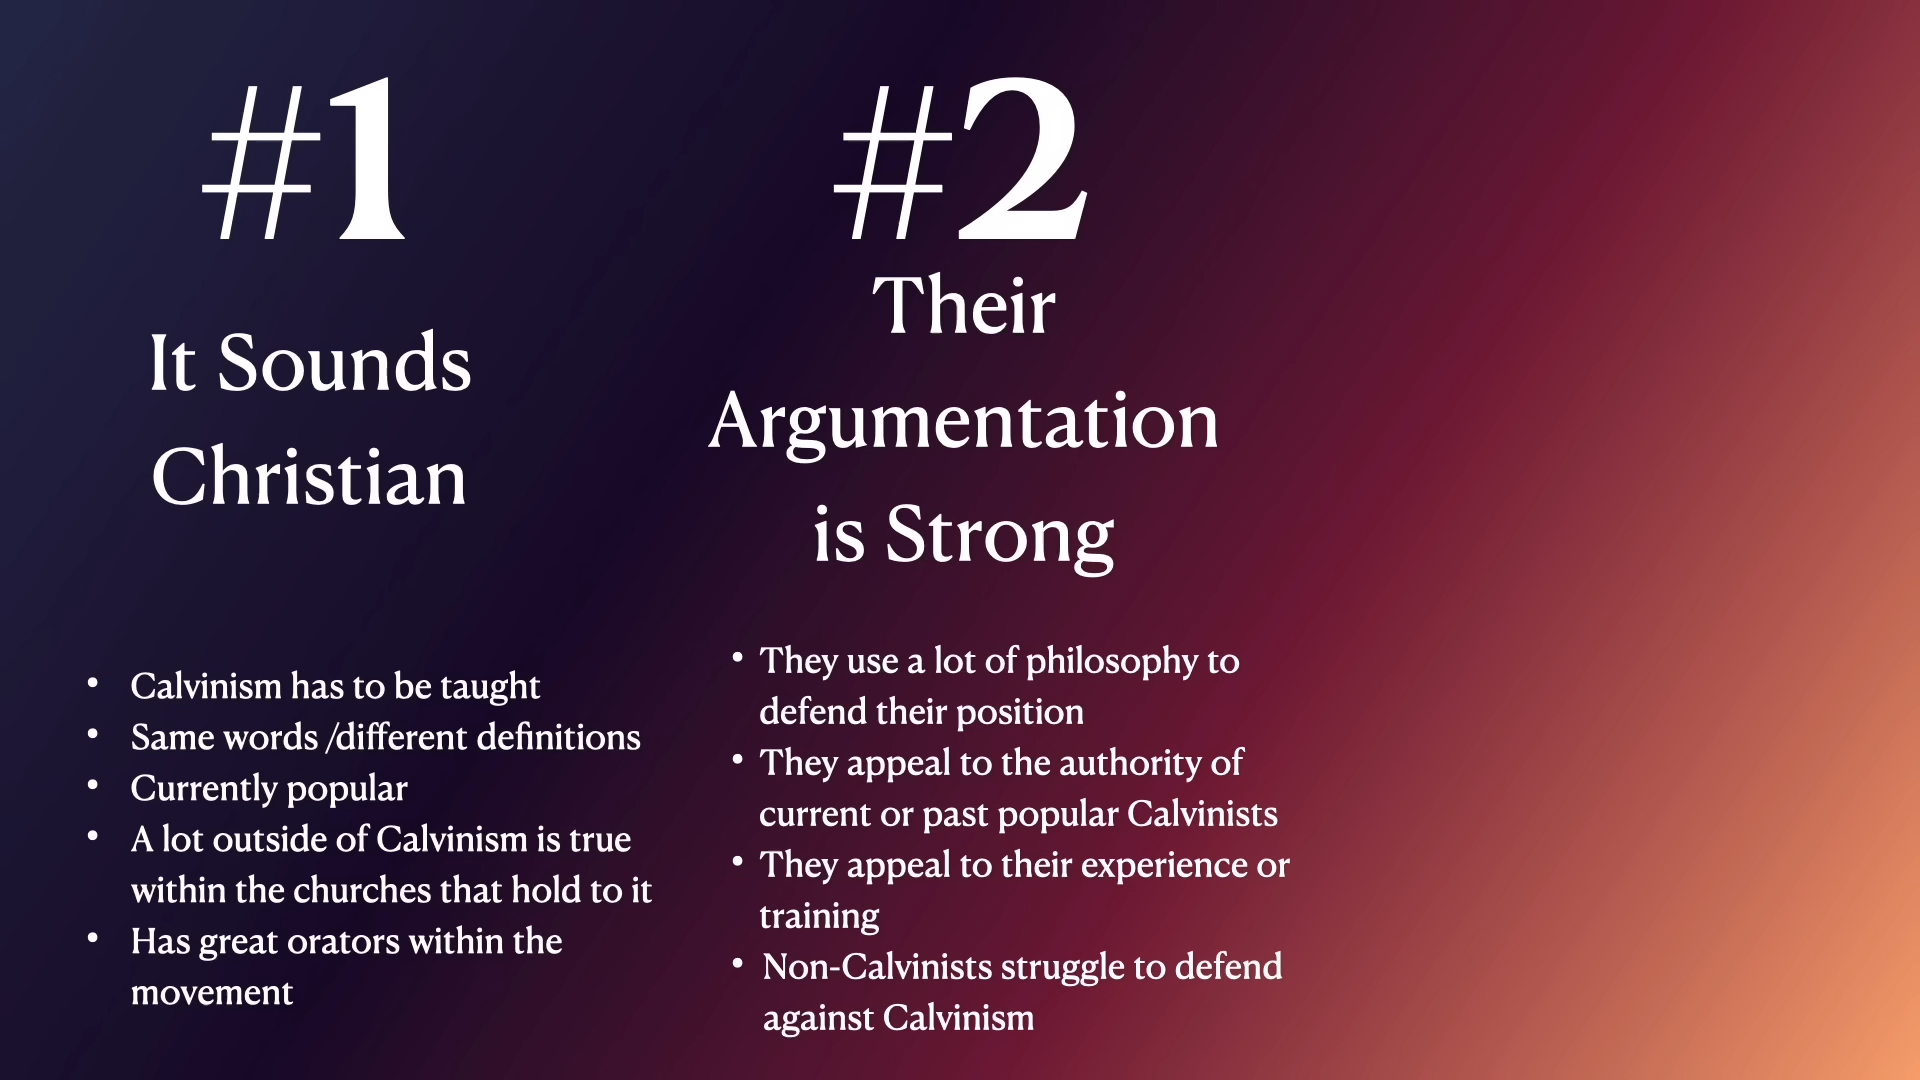 #1
It Sounds
Christian
• Calvinism has to be taught
• Same words /different definitions
• Currently popular
• A lot outside of Calvinism is true
within the churches that hold to it
• Has great orators within the
movement
#2
Their
Argumentation
is Strong
• They use a lot of philosophy to
defend their position
• They appeal to the authority of
current or past popular Calvinists
• They appeal to their experience or
training
• Non-Calvinists struggle to defend
against Calvinism